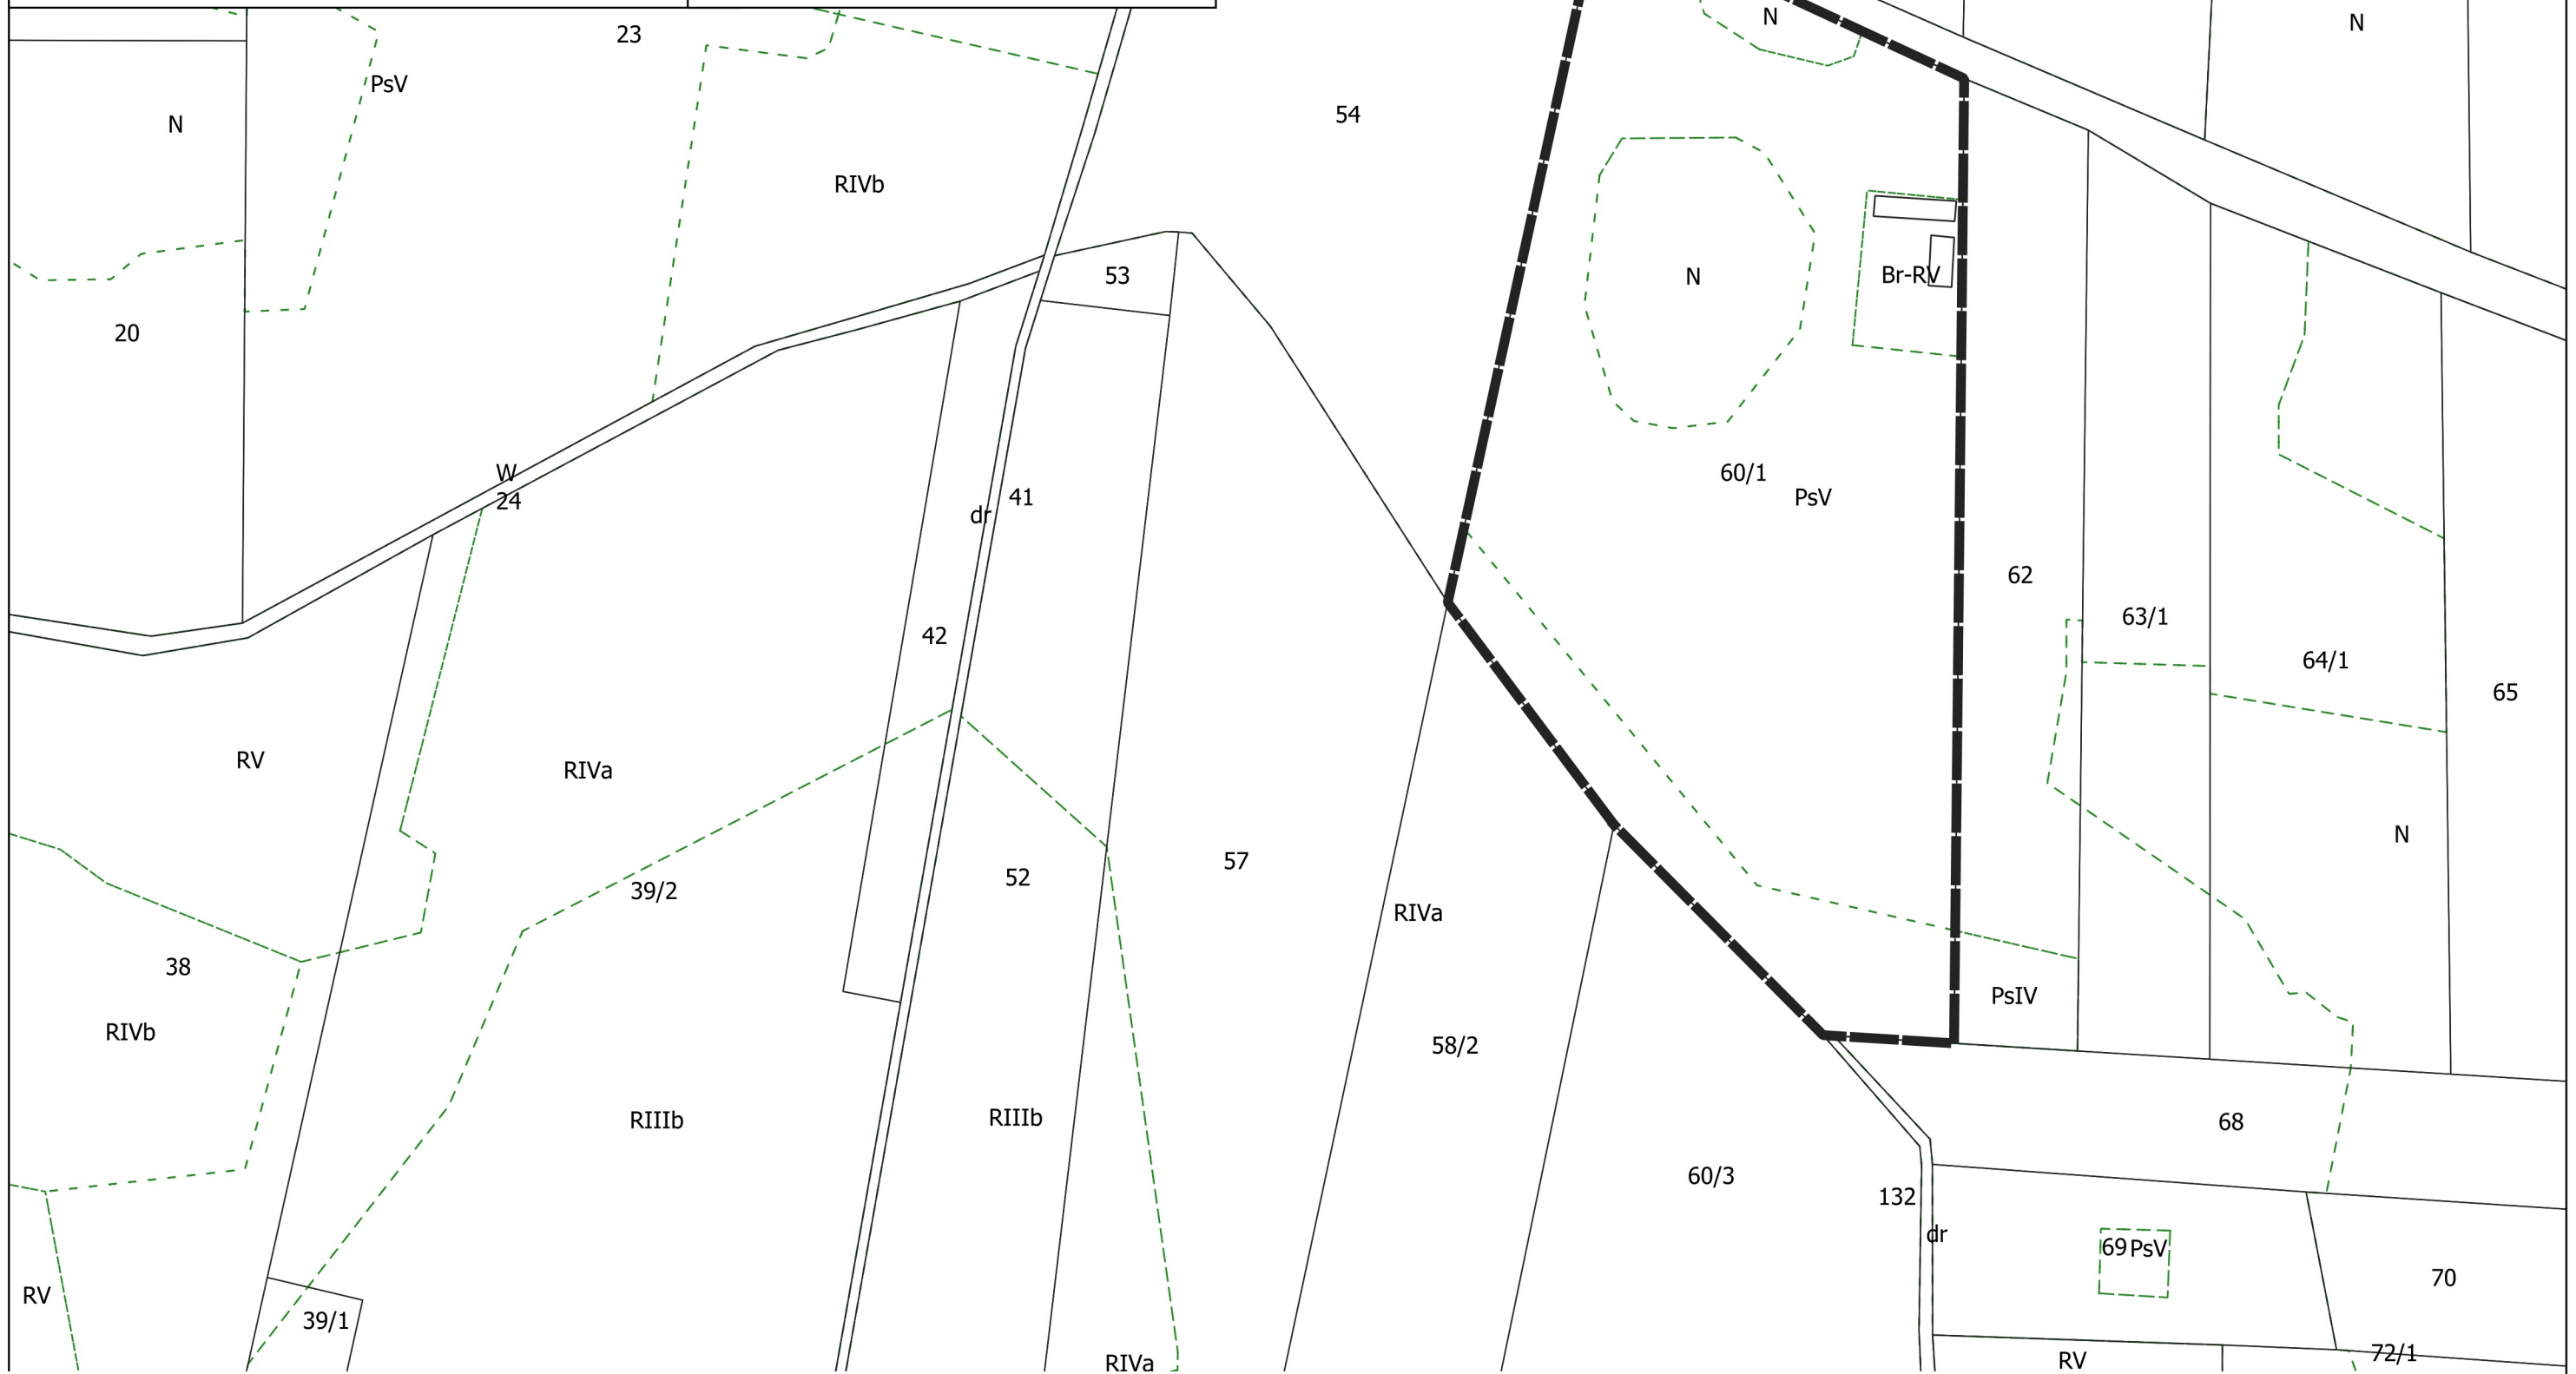 N
N
23
PsV
54
N
RIVb
53
N
Br-RV
20
W
60/1
24
PsV
41
dr
62
63/1
42
64/1
65
RV
RIVa
N
57
52
39/2
RIVa
38
PsIV
RIVb
58/2
RIIIb
RIIIb
68
60/3
132
dr
69 PsV
70
RV
39/1
72/1
RV
RIVa